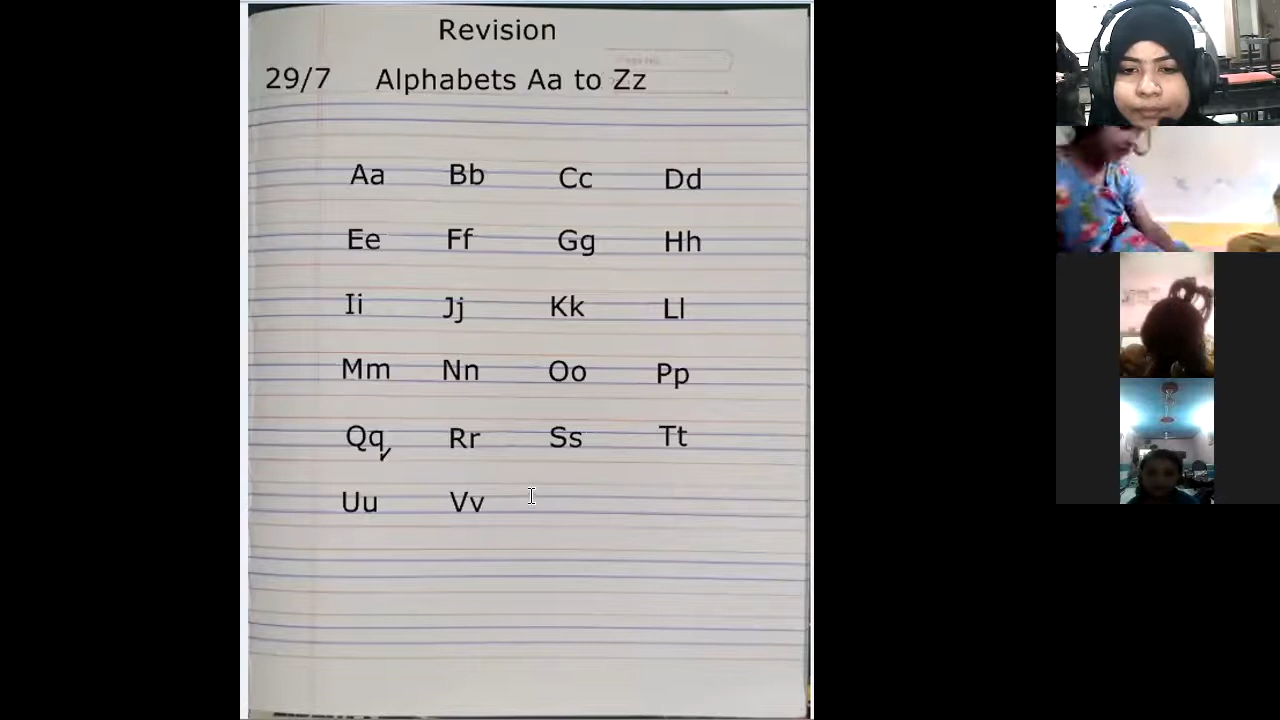 Revision
29/7 Alphabets Aa to Zz
Aa Bb Cc Dd
Ee Ff Gg Hh
Ii Jj Kk Ll
Mm Nn Oo Pp
Qq Rr Ss Tt
Uu Vv